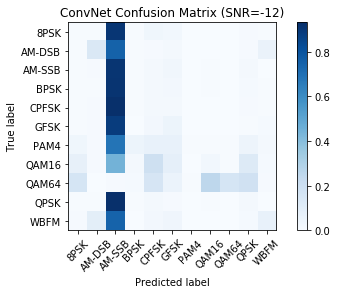 ConvNet Confusion Matrix (SNR=-12)
True label
8PSK
AM-DSB
AM-SSB
BPSK
CPFSK
GFSK
PAM4
QAM16
QAM64
QPSK
WBFM
8PSK
AM-DSB
AM-SSB
BPSK
CPFSK
GFSK
PAM4
QAM16
QAM64
QPSK
WBFM
Predicted label
0.8
0.6
0.4
0.2
0.0